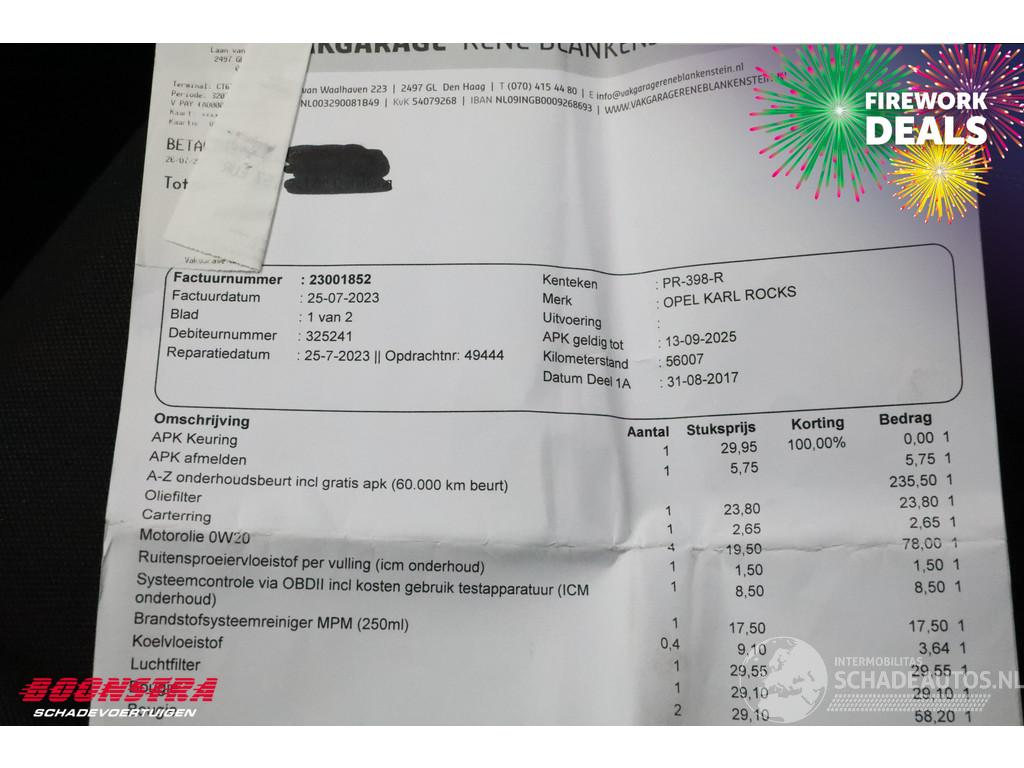 Laan van
2497 G
Terminal: CT6
Periode: 320
V PAY
Kaart: xxxx
BETA
26/07/2
Tot
VAKGARAGE RENE BLANKENS
van Waalhaven 223 | 2497 GL Den Haag | T (070) 415 44 80 | E info@vakgaragereneblankenstein.nl
NL003290081B49 | KvK 54079268 | IBAN NL09INGB0009268693 | WWW.VAKGARAGERENEBLANKENSTEIN.NL
FIREWORK
DEALS
Factuurnummer : 23001852
Factuurdatum : 25-07-2023
Blad : 1 van 2
Debiteurnummer : 325241
Reparatiedatum : 25-7-2023 || Opdrachtnr: 49444
Kenteken : PR-398-R
Merk : OPEL KARL ROCKS
Uitvoering :
APK geldig tot : 13-09-2025
Kilometerstand : 56007
Datum Deel 1A : 31-08-2017
Omschrijving Aantal Stuksprijs Korting Bedrag
APK Keuring 1 29,95 100,00% 0,00 1
APK afmelden 1 5,75 5,75 1
A-Z onderhoudsbeurt incl gratis apk (60.000 km beurt) 235,50 1
Oliefilter 1 23,80 23,80 1
Carterring 1 2,65 2,65 1
Motorolie 0W20 4 19,50 78,00 1
Ruitensproeiervloeistof per vulling (icm onderhoud) 1 1,50 1,50 1
Systeemcontrole via OBDII incl kosten gebruik testapparatuur (ICM 1 8,50 8,50 1
onderhoud)
Brandstofsysteemreiniger MPM (250ml) 1 17,50 17,50 1
Koelvloeistof 0,4 9,10 3,64 1
Luchtfilter 1 29,55 29,55 1
Bougie 1 29,10 29,10 1
Bougie 2 29,10 58,20 1
BOONSTRA
SCHADEVOERTUIGEN
INTERMOBILITAS
SCHADEAUTOS.NL